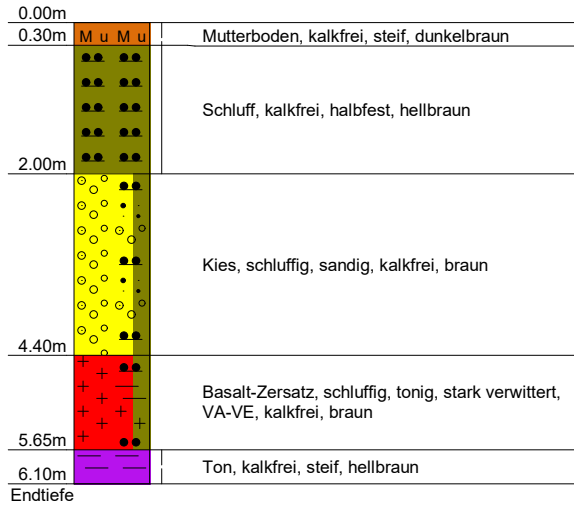 0.00m
0.30m
M u M u
Mutterboden, kalkfrei, steif, dunkelbraun
Schluff, kalkfrei, halbfest, hellbraun
2.00m
Kies, schluffig, sandig, kalkfrei, braun
4.40m
Basalt-Zersatz, schluffig, tonig, stark verwittert,
VA-VE, kalkfrei, braun
5.65m
Ton, kalkfrei, steif, hellbraun
6.10m
Endtiefe